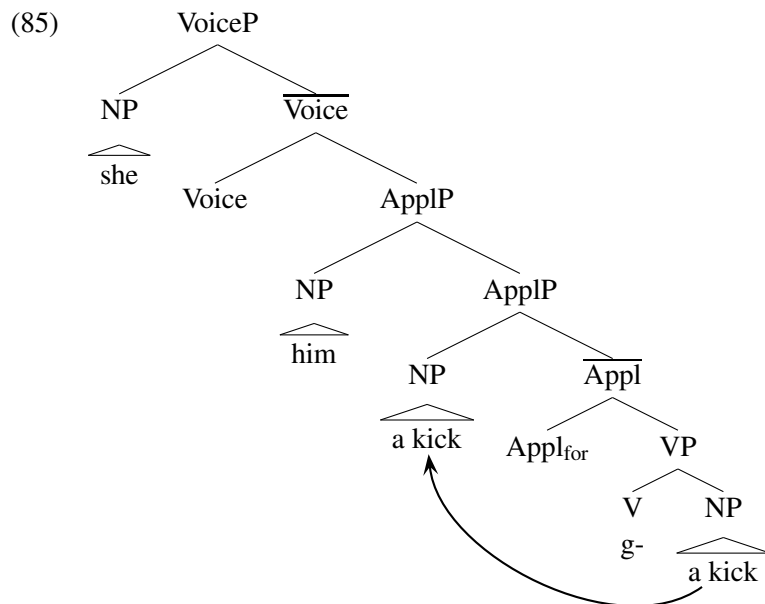 (85)
VoiceP
NP Voice
she
Voice ApplP
NP ApplP
him
NP Appl
a kick
Applfor VP
V NP
g- a kick